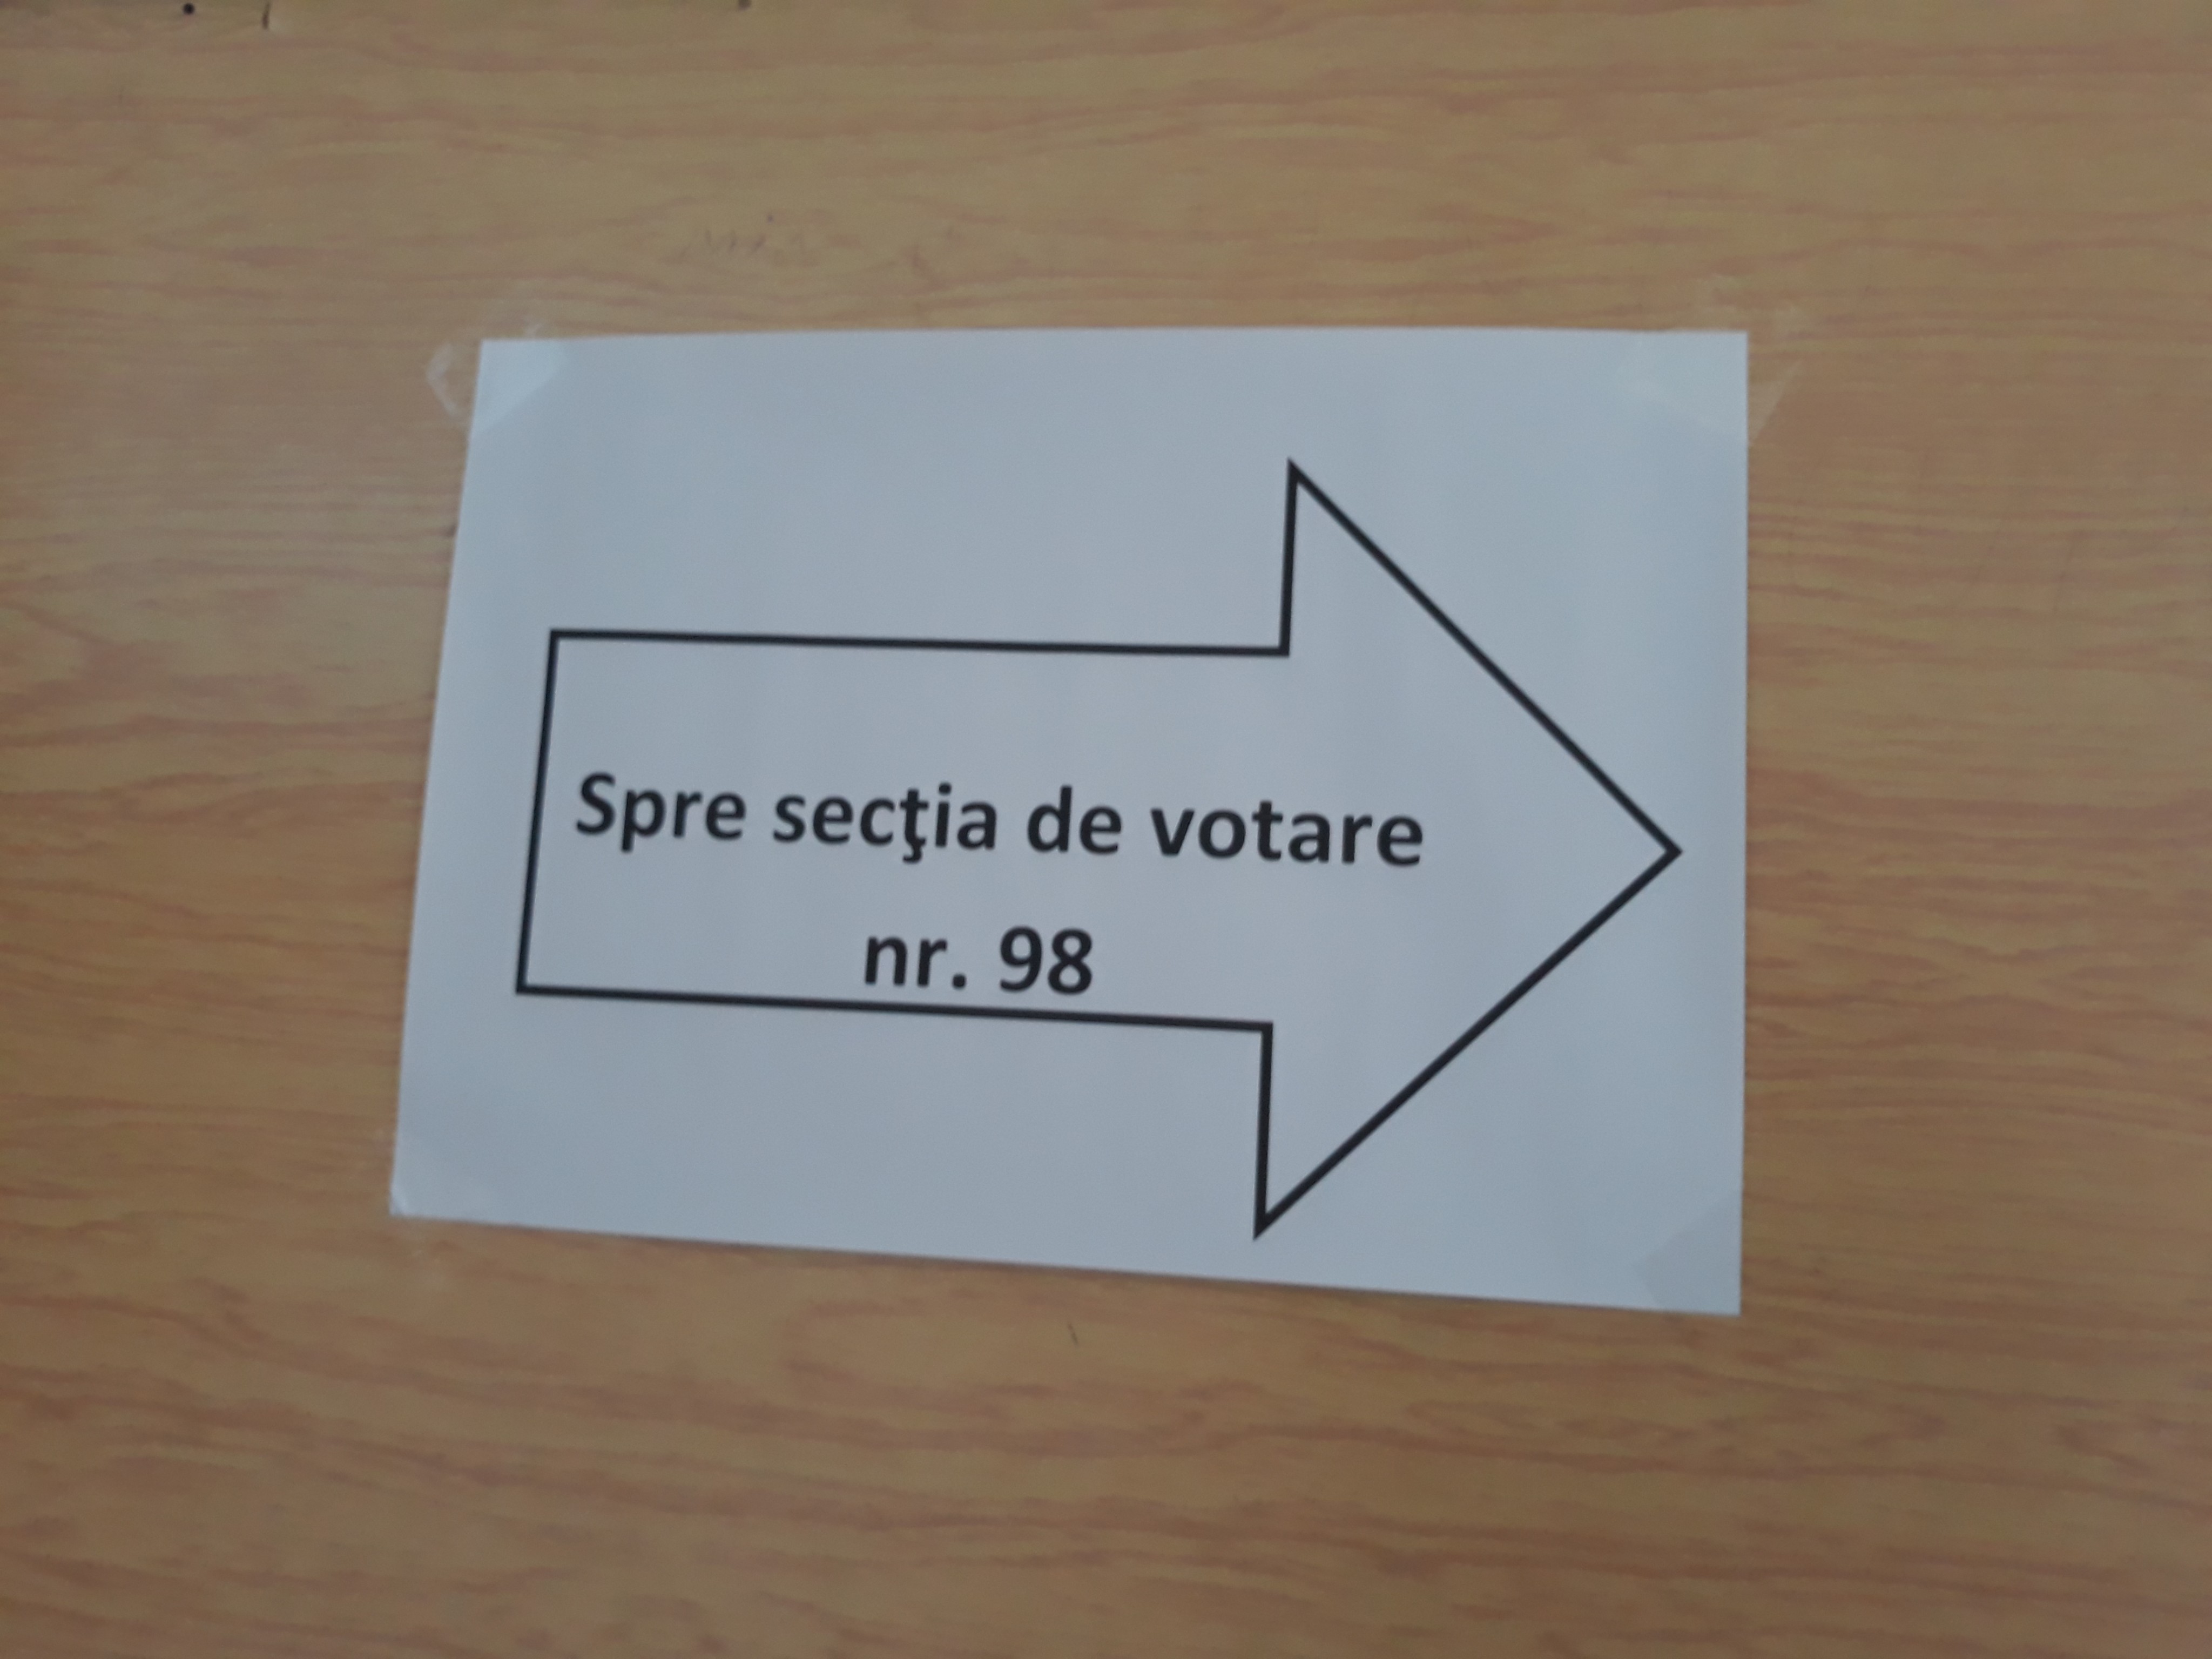 Spre secţia de votare
nr. 98